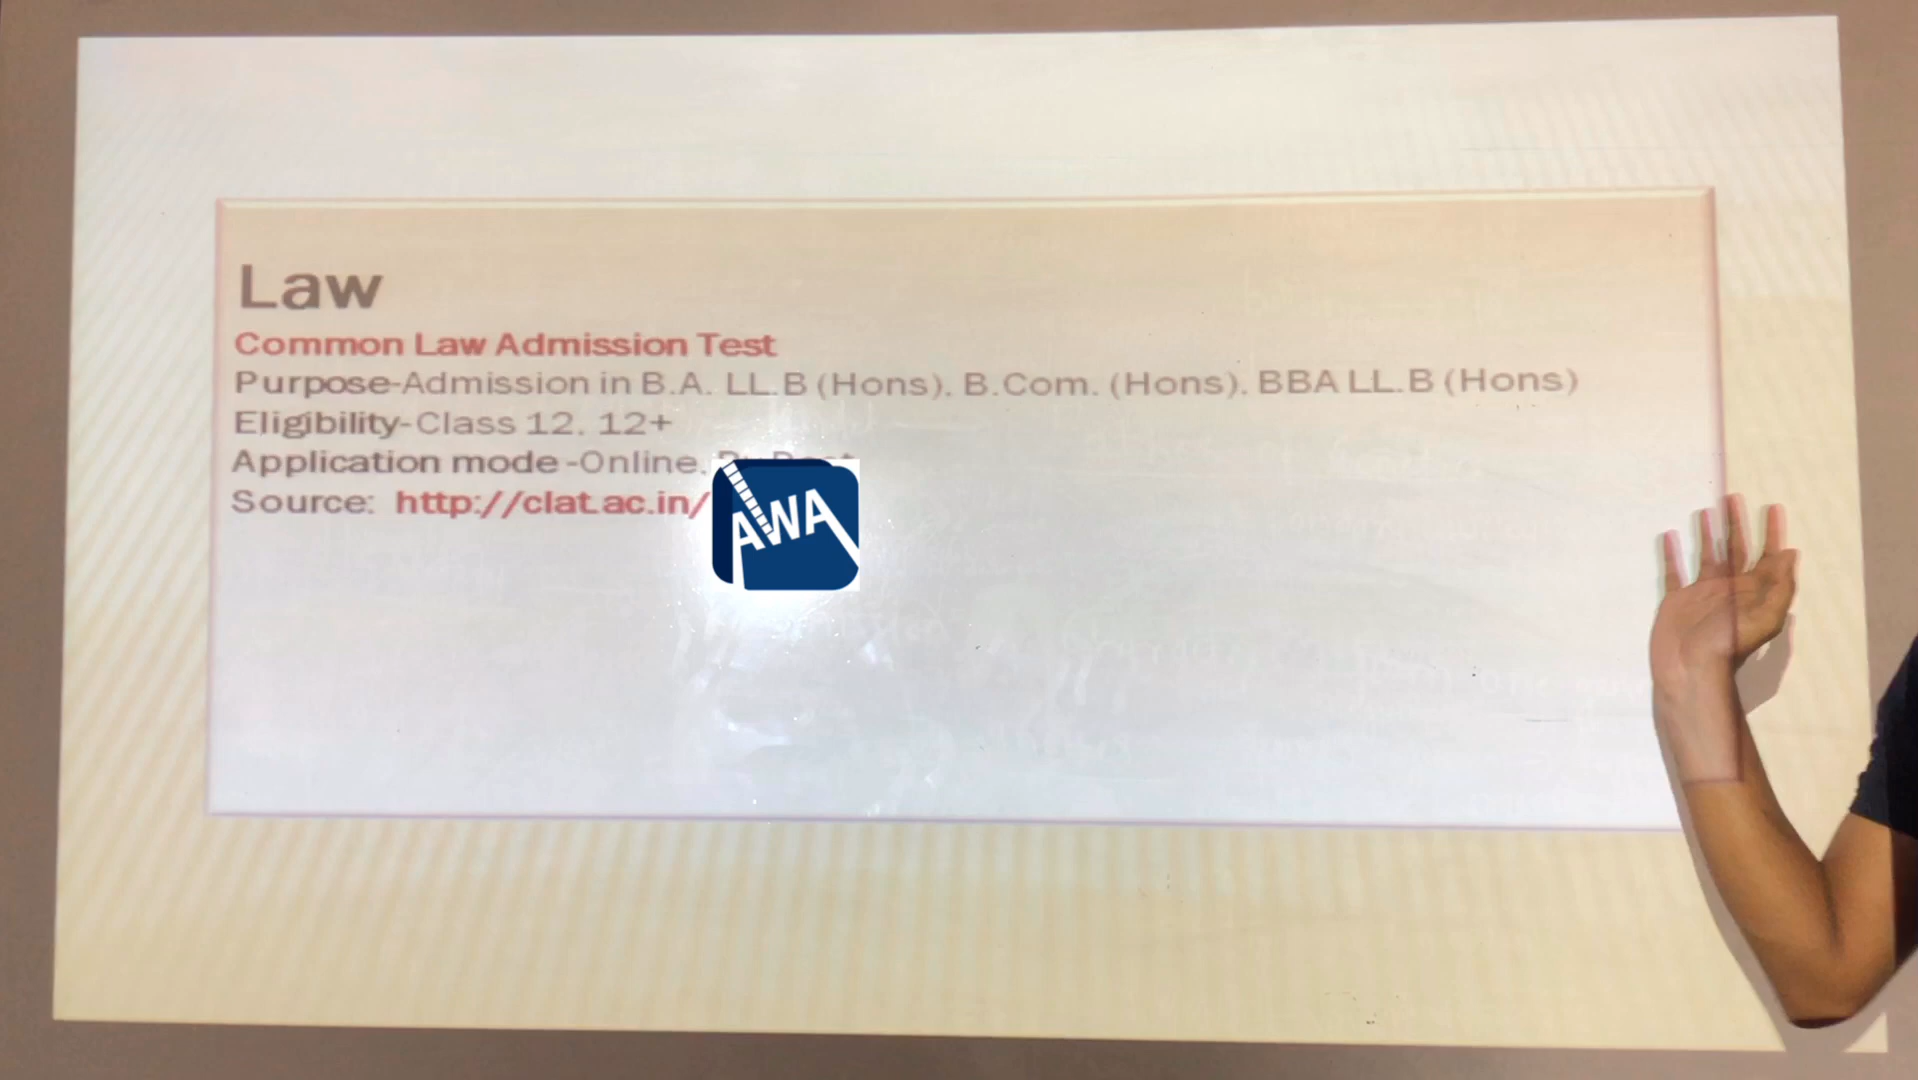 Law
Common Law Admission Test
Purpose-Admission in B.A. LL.B (Hons). B.Com. (Hons). BBA LL.B (Hons)
Eligibility-Class 12. 12+
Application mode -Online.
Source: http://clat.ac.in/
AWA